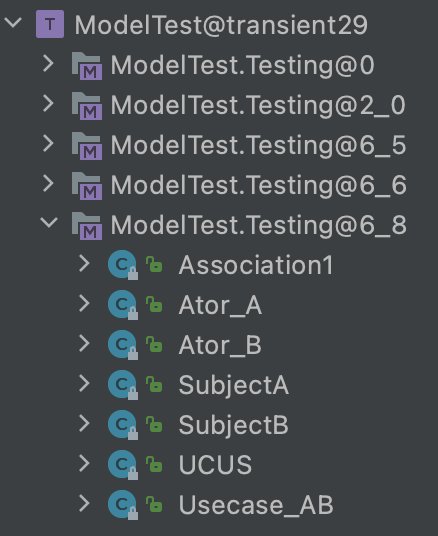 T ModelTest@transient29
M ModelTest.Testing@0
M ModelTest.Testing@2_0
M ModelTest.Testing@6_5
M ModelTest.Testing@6_6
M ModelTest.Testing@6_8
C Association1
C Ator_A
C Ator_B
C SubjectA
C SubjectB
C UCUS
C Usecase_AB